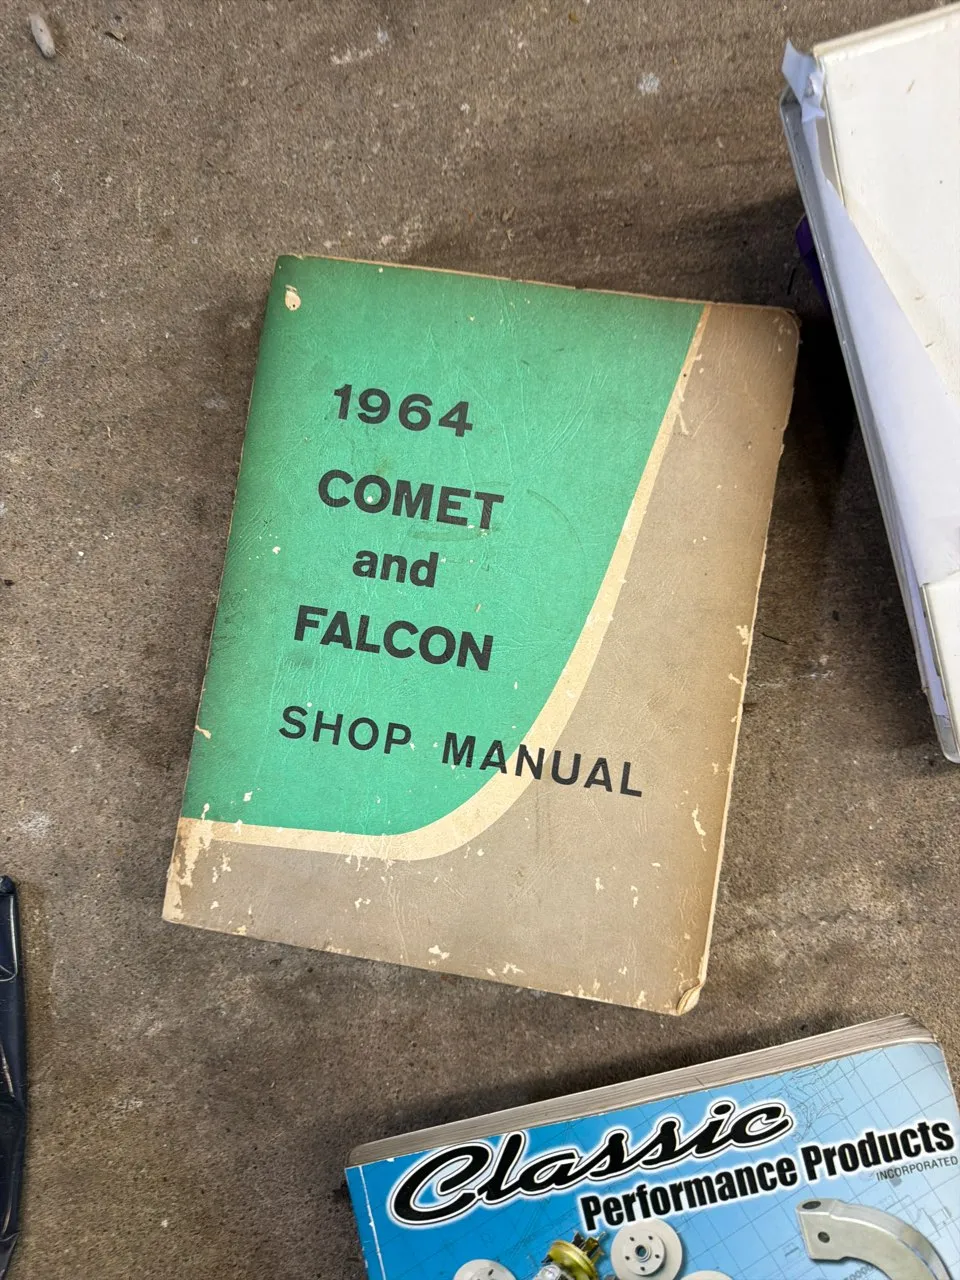 1964
COMET
and
FALCON
SHOP MANUAL
Classic
Performance Products
INCORPORATED